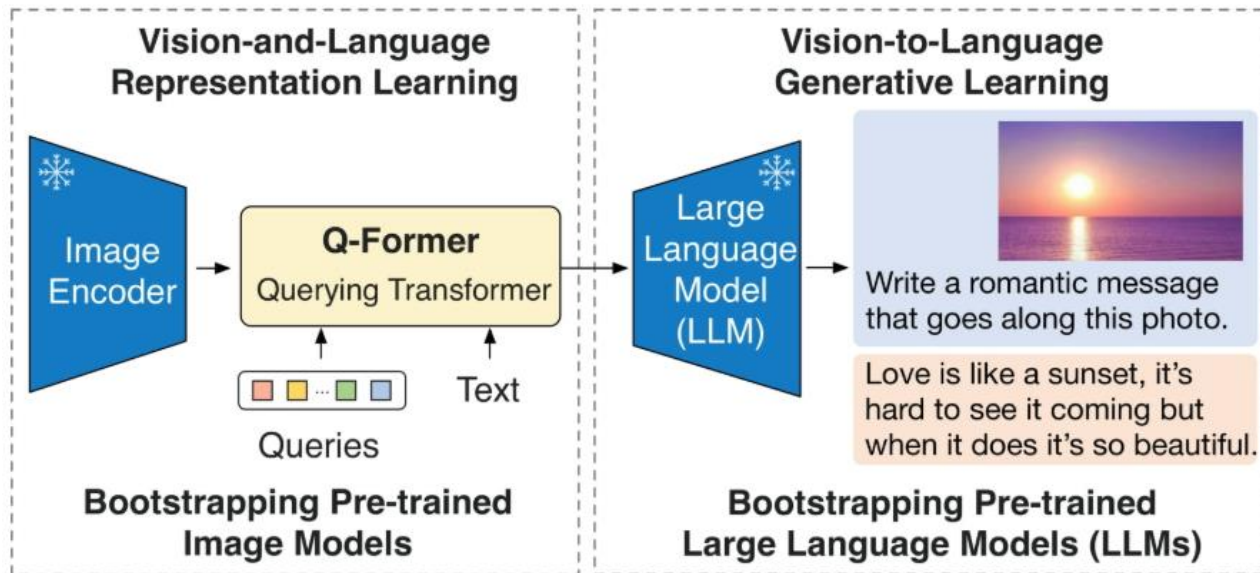 Vision-and-Language
Representation Learning
Image
Encoder
Q-Former
Querying Transformer
...
Queries
Text
Bootstrapping Pre-trained
Image Models
Vision-to-Language
Generative Learning
Large
Language
Model
(LLM)
Write a romantic message
that goes along this photo.
Love is like a sunset, it's
hard to see it coming but
when it does it's so beautiful.
Bootstrapping Pre-trained
Large Language Models (LLMs)